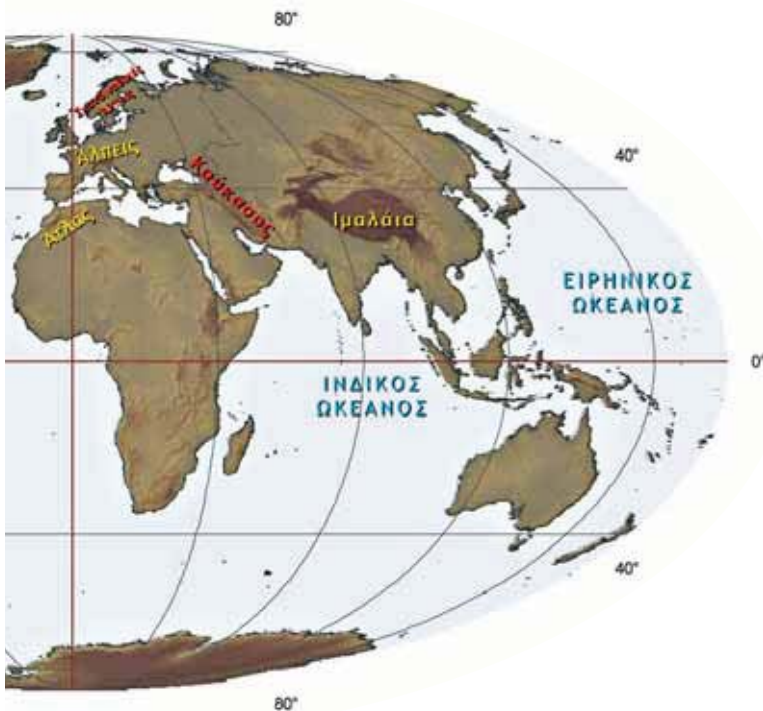 80°
40°
Άλπεις
Καύκασος
Άτλας
Ιμαλάια
ΕΙΡΗΝΙΚΟΣ
ΩΚΕΑΝΟΣ
0°
ΙΝΔΙΚΟΣ
ΩΚΕΑΝΟΣ
40°
80°